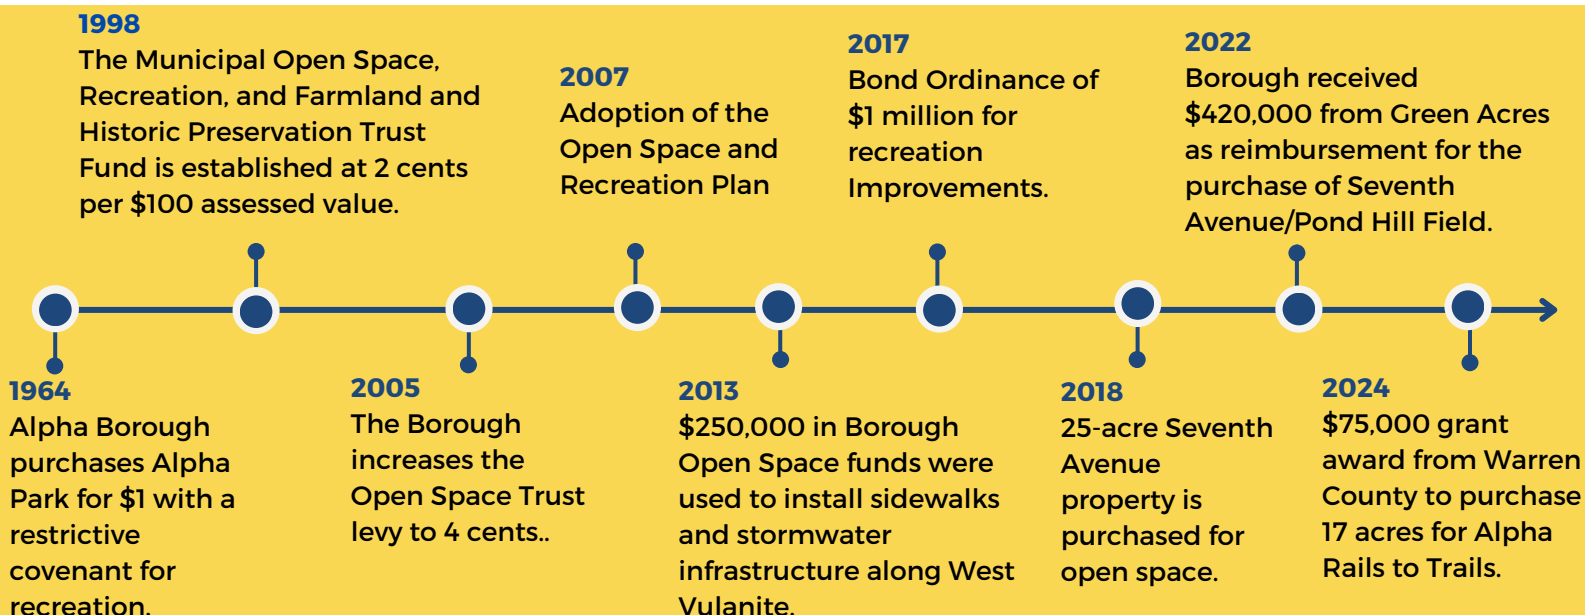 1998
The Municipal Open Space,
Recreation, and Farmland and
Historic Preservation Trust
Fund is established at 2 cents
per $100 assessed value.
2007
Adoption of the
Open Space and
Recreation Plan
2017
Bond Ordinance of
$1 million for
recreation
Improvements.
2022
Borough received
$420,000 from Green Acres
as reimbursement for the
purchase of Seventh
Avenue/Pond Hill Field.
1964
Alpha Borough
purchases Alpha
Park for $1 with a
restrictive
covenant for
recreation.
2005
The Borough
increases the
Open Space Trust
levy to 4 cents..
2013
$250,000 in Borough
Open Space funds were
used to install sidewalks
and stormwater
infrastructure along West
Vulanite.
2018
25-acre Seventh
Avenue
property is
purchased for
open space.
2024
$75,000 grant
award from Warren
County to purchase
17 acres for Alpha
Rails to Trails.